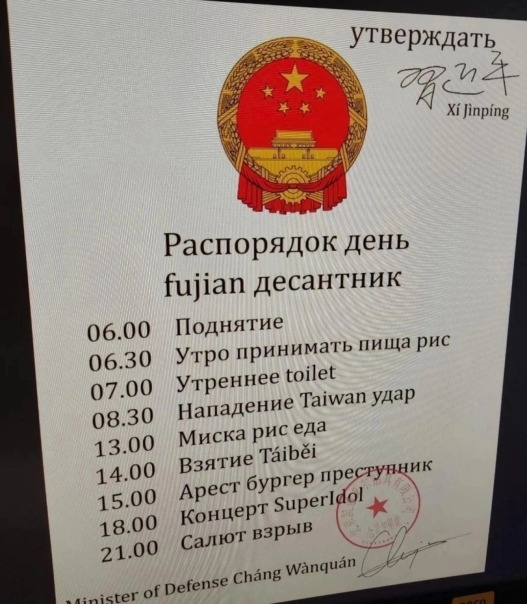 утверждать
Xí Jìnpíng
Распорядок день
fujian десантник
06.00 Поднятие
06.30 Утро принимать пища рис
07.00 Утреннее toilet
08.30 Нападение Taiwan удар
13.00 Миска рис еда
14.00 Взятие Táiběi
15.00 Арест бургер преступник
18.00 Концерт SuperIdol
21.00 Салют взрыв
Minister of Defense Cháng Wànquán